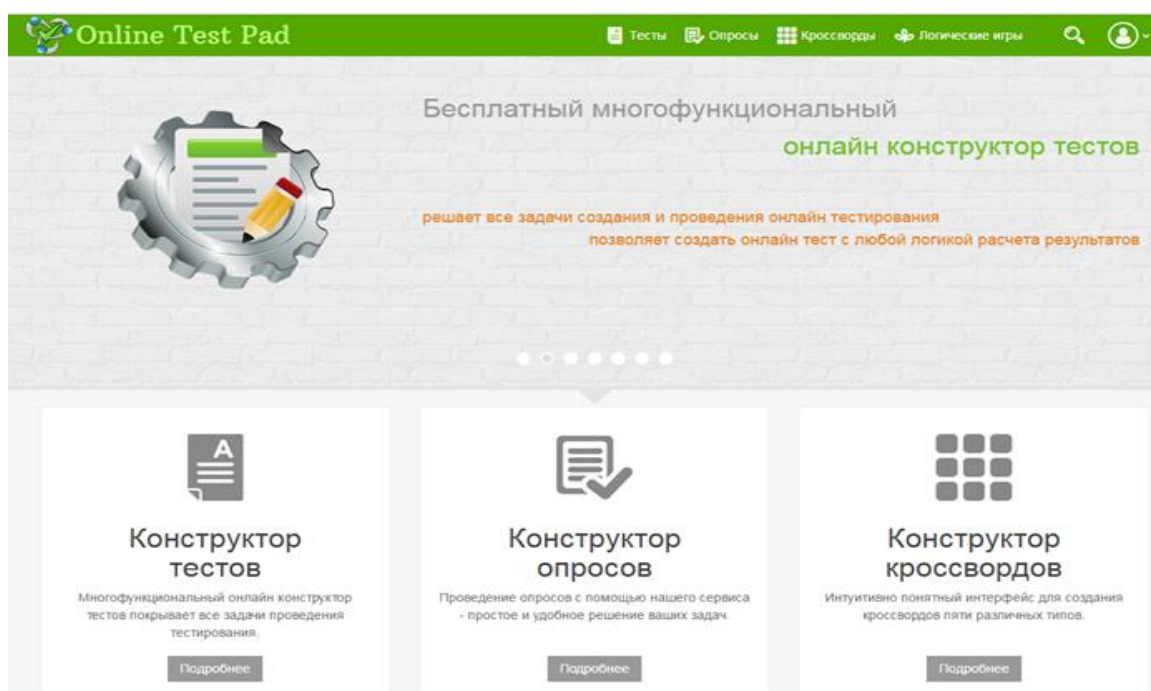 Online Test Pad
Тесты
Опросы
Кроссворды
Логические игры
Бесплатный многофункциональный
онлайн конструктор тестов
решает все задачи создания и проведения онлайн тестирования
позволяет создать онлайн тест с любой логикой расчета результатов
A
Конструктор
тестов
Многофункциональный онлайн конструктор
тестов покрывает все задачи проведения
тестирования.
Подробнее
Конструктор
опросов
Проведение опросов с помощью нашего сервиса
- простое и удобное решение ваших задач.
Подробнее
Конструктор
кроссвордов
Интуитивно понятный интерфейс для создания
кроссвордов пяти различных типов.
Подробнее